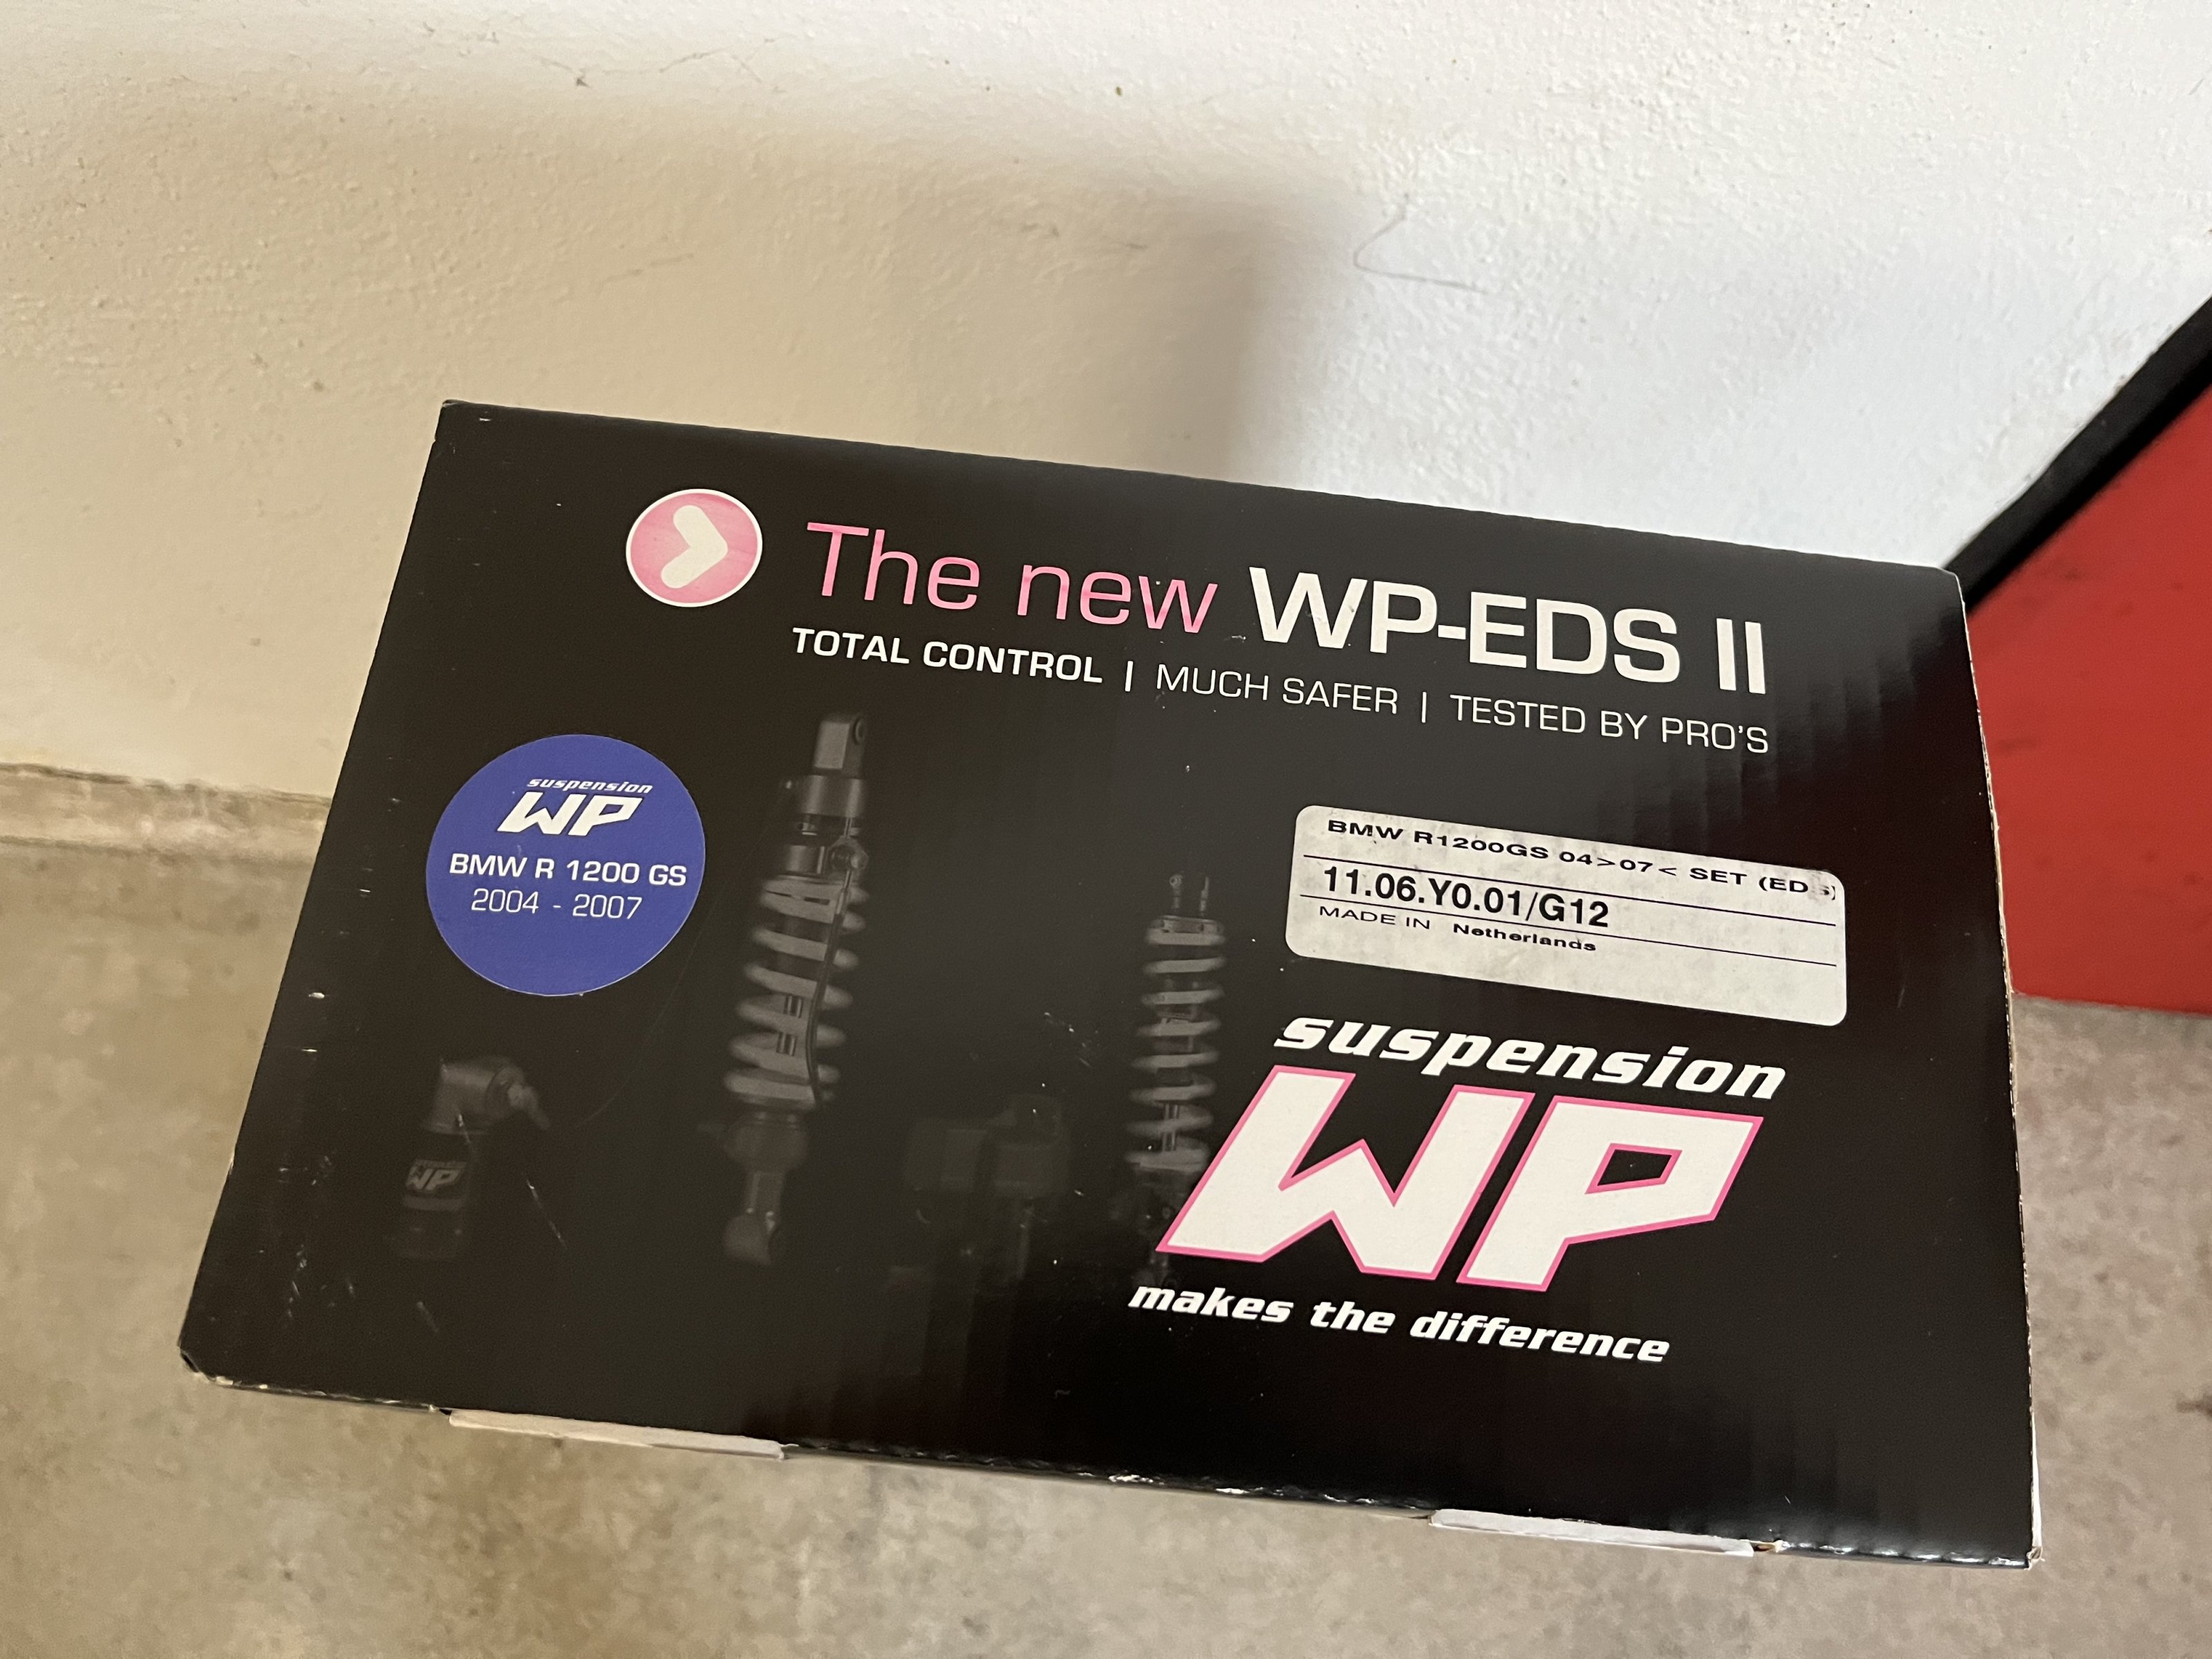 The new WP-EDS II
TOTAL CONTROL | MUCH SAFER | TESTED BY PRO'S
suspension
WP
BMW R 1200 GS
2004 - 2007
BMW R1200GS 04>07< SET (EDS)
11.06.Y0.01/G12
MADE IN Netherlands
suspension
WP
makes the difference
WP